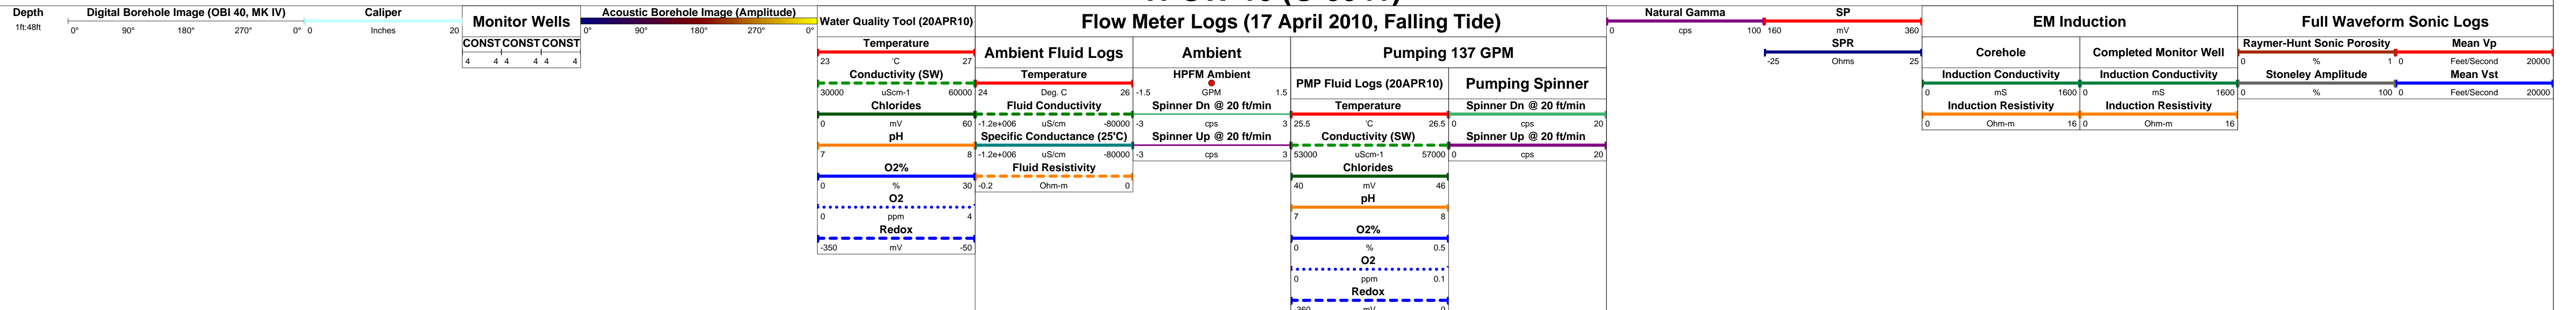 Depth
1ft:48ft
Digital Borehole Image (OBI 40, MK IV)
0° 90° 180° 270° 0°
Caliper
0 Inches 20
Monitor Wells
CONST CONST CONST
4 4 4 4 4 4
Acoustic Borehole Image (Amplitude)
0° 90° 180° 270° 0°
Water Quality Tool (20APR10)
Temperature
23 'C 27
Conductivity (SW)
30000 uScm-1 60000
Chlorides
0 mV 60
pH
7 8
O2%
0 % 30
O2
0 ppm 4
Redox
-350 mV -50
Flow Meter Logs (17 April 2010, Falling Tide)
Ambient Fluid Logs
Temperature
24 Deg. C 26
Fluid Conductivity
-1.2e+006 uS/cm -80000
Specific Conductance (25'C)
-1.2e+006 uS/cm -80000
Fluid Resistivity
-0.2 Ohm-m 0
Ambient
HPFM Ambient
-1.5 GPM 1.5
Spinner Dn @ 20 ft/min
-3 cps 3
Spinner Up @ 20 ft/min
-3 cps 3
Pumping 137 GPM
PMP Fluid Logs (20APR10)
Temperature
25.5 'C 26.5
Conductivity (SW)
53000 uScm-1 57000
Chlorides
40 mV 46
pH
7 8
O2%
0 % 0.5
O2
0 ppm 0.1
Redox
Pumping Spinner
Spinner Dn @ 20 ft/min
0 cps 20
Spinner Up @ 20 ft/min
0 cps 20
Natural Gamma
0 cps 100
SP
160 mV 360
SPR
-25 Ohms 25
EM Induction
Corehole
Induction Conductivity
0 mS 1600
Induction Resistivity
0 Ohm-m 16
Completed Monitor Well
Induction Conductivity
0 mS 1600
Induction Resistivity
0 Ohm-m 16
Full Waveform Sonic Logs
Raymer-Hunt Sonic Porosity
0 % 1
Stoneley Amplitude
0 % 100
Mean Vp
0 Feet/Second 20000
Mean Vst
0 Feet/Second 20000